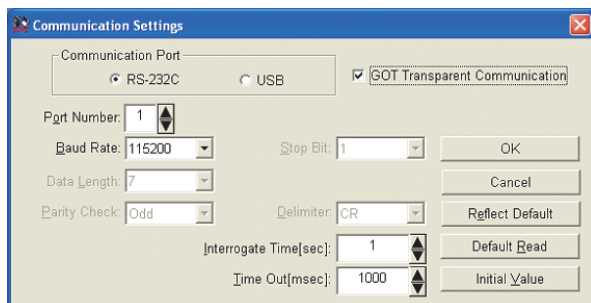 Communication Settings
Communication Port
RS-232C USB
GOT Transparent Communication
Port Number: 1
Baud Rate: 115200
Stop Bit: 1
OK
Data Length: 7
Cancel
Parity Check: Odd
Delimiter: CR
Reflect Default
Interrogate Time[sec]: 1
Default Read
Time Out[msec]: 1000
Initial Value